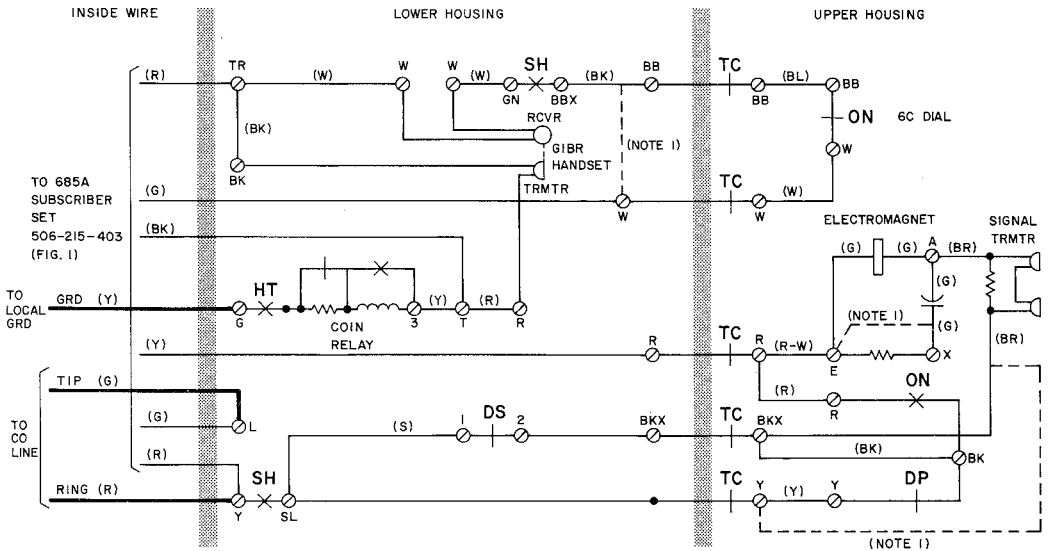 INSIDE WIRE
LOWER HOUSING
UPPER HOUSING
(R)
TR
(W)
W
W
(W)
SH
GN
BBX
(BK)
BB
TC
BB
(BL)
BB
RCVR
ON
6C DIAL
(BK)
G1BR
HANDSET
(NOTE 1)
W
BK
TRMTR
TO 685A
SUBSCRIBER
SET
506-215-403
(FIG. 1)
(G)
W
TC
W
(W)
(BK)
ELECTROMAGNET
SIGNAL
TRMTR
(G)
(G)
A
(BR)
(G)
TO
LOCAL
GRD
GRD (Y)
HT
G
COIN
RELAY
3
(Y)
T
(R)
R
(NOTE 1)
(G)
(BR)
(Y)
R
TC
R
(R-W)
E
X
TIP (G)
(R)
R
ON
TO
CO
LINE
(G)
L
(S)
1
DS
2
BKX
TC
BKX
(BK)
BK
(R)
RING (R)
Y
SH
SL
TC
Y
(Y)
Y
DP
(NOTE 1)